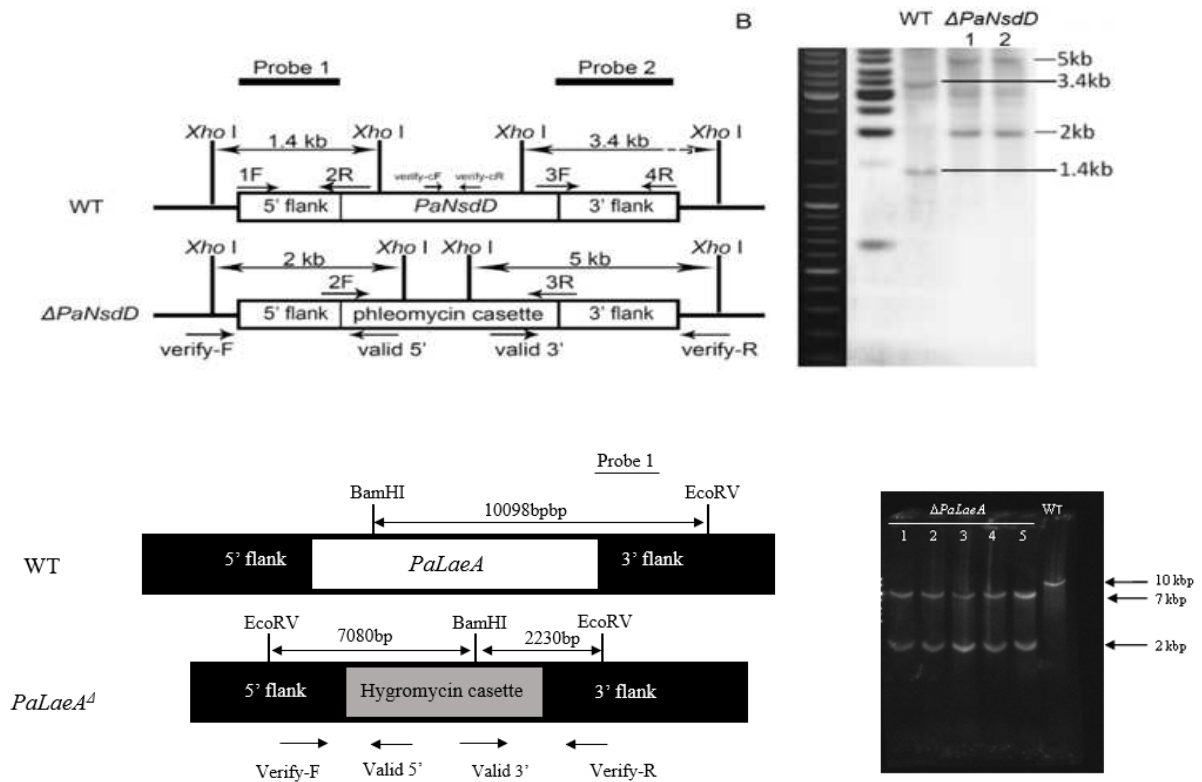 B
WT ΔPaNsdD
1 2
5kb
3.4kb
2kb
1.4kb
Probe 1 Probe 2
Xho I Xho I Xho I Xho I
1.4 kb 3.4 kb
1F 2R verify-cF verify-cR 3F 4R
WT 5' flank PaNsdD 3' flank
Xho I Xho I Xho I Xho I
2 kb 5 kb
2F 3R
ΔPaNsdD 5' flank phleomycin casette 3' flank
verify-F valid 5' valid 3' verify-R
Probe 1
BamHI EcoRV
10098bpbp
WT 5' flank PaLaeA 3' flank
EcoRV BamHI EcoRV
7080bp 2230bp
PaLaeAΔ 5' flank Hygromycin casette 3' flank
Verify-F Valid 5' Valid 3' Verify-R
ΔPaLaeA WT
1 2 3 4 5
10 kbp
7 kbp
2 kbp